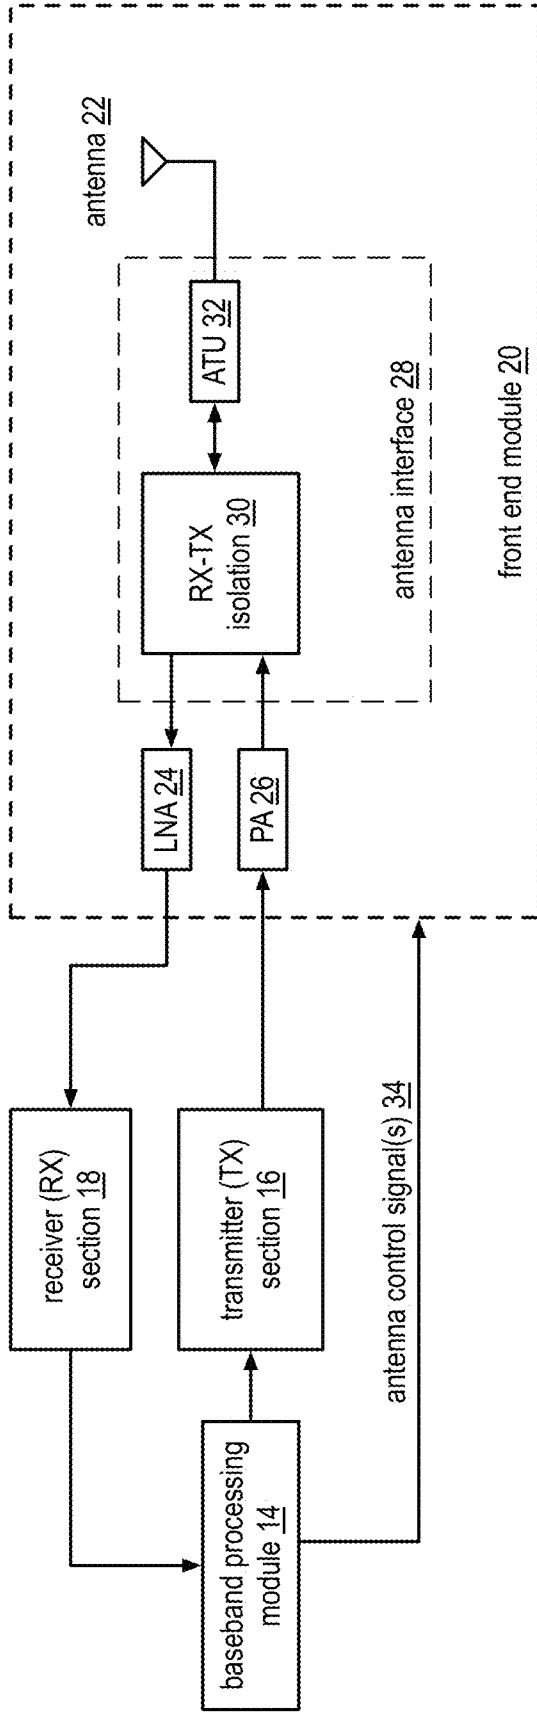 receiver (RX)
section 18
LNA 24
antenna 22
RX-TX
isolation 30
ATU 32
baseband processing
module 14
transmitter (TX)
section 16
PA 26
antenna interface 28
antenna control signal(s) 34
front end module 20